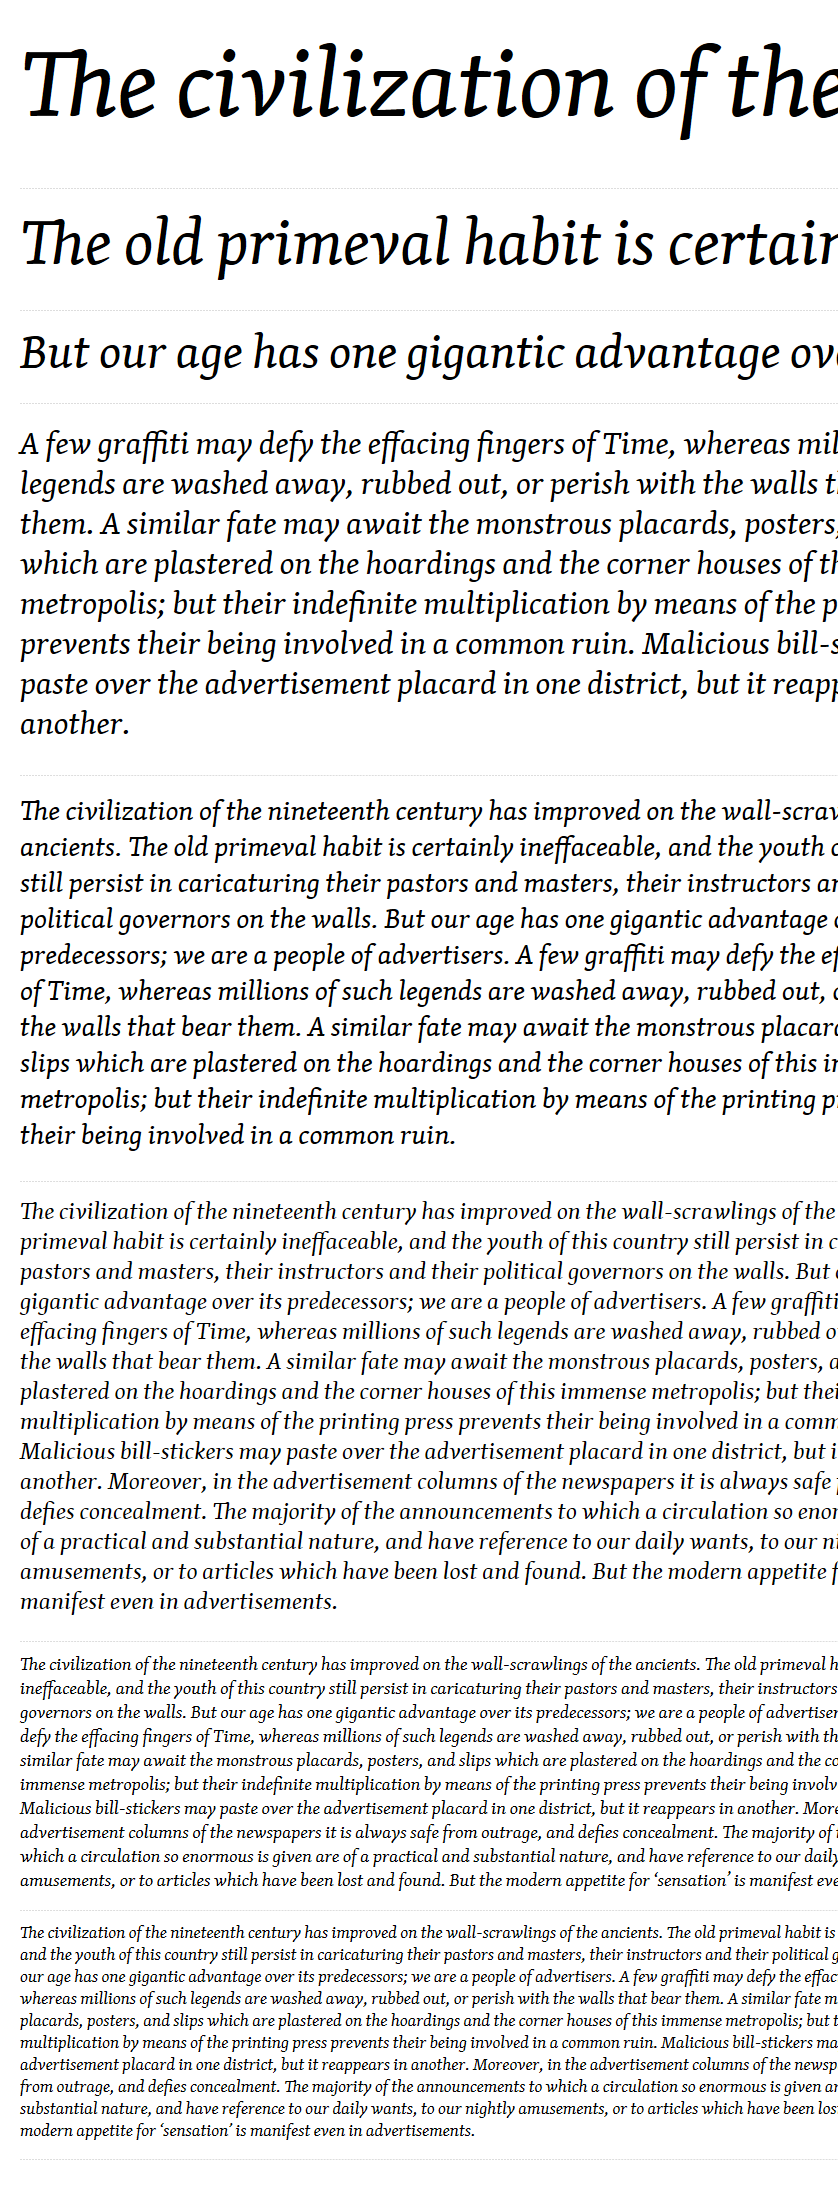 The civilization of the
The old primeval habit is certain
But our age has one gigantic advantage ove
A few graffiti may defy the effacing fingers of Time, whereas mil
legends are washed away, rubbed out, or perish with the walls th
them. A similar fate may await the monstrous placards, posters,
which are plastered on the hoardings and the corner houses of th
metropolis; but their indefinite multiplication by means of the p
prevents their being involved in a common ruin. Malicious bill-s
paste over the advertisement placard in one district, but it reapp
another.
The civilization of the nineteenth century has improved on the wall-scraw
ancients. The old primeval habit is certainly ineffaceable, and the youth o
still persist in caricaturing their pastors and masters, their instructors an
political governors on the walls. But our age has one gigantic advantage o
predecessors; we are a people of advertisers. A few graffiti may defy the ef
of Time, whereas millions of such legends are washed away, rubbed out, o
the walls that bear them. A similar fate may await the monstrous placard
slips which are plastered on the hoardings and the corner houses of this im
metropolis; but their indefinite multiplication by means of the printing pr
their being involved in a common ruin.
The civilization of the nineteenth century has improved on the wall-scrawlings of the
primeval habit is certainly ineffaceable, and the youth of this country still persist in c
pastors and masters, their instructors and their political governors on the walls. But o
gigantic advantage over its predecessors; we are a people of advertisers. A few graffiti
effacing fingers of Time, whereas millions of such legends are washed away, rubbed o
the walls that bear them. A similar fate may await the monstrous placards, posters, a
plastered on the hoardings and the corner houses of this immense metropolis; but thei
multiplication by means of the printing press prevents their being involved in a comm
Malicious bill-stickers may paste over the advertisement placard in one district, but i
another. Moreover, in the advertisement columns of the newspapers it is always safe f
defies concealment. The majority of the announcements to which a circulation so enor
of a practical and substantial nature, and have reference to our daily wants, to our ni
amusements, or to articles which have been lost and found. But the modern appetite f
manifest even in advertisements.
The civilization of the nineteenth century has improved on the wall-scrawlings of the ancients. The old primeval h
ineffaceable, and the youth of this country still persist in caricaturing their pastors and masters, their instructors
governors on the walls. But our age has one gigantic advantage over its predecessors; we are a people of advertiser
defy the effacing fingers of Time, whereas millions of such legends are washed away, rubbed out, or perish with th
similar fate may await the monstrous placards, posters, and slips which are plastered on the hoardings and the co
immense metropolis; but their indefinite multiplication by means of the printing press prevents their being involv
Malicious bill-stickers may paste over the advertisement placard in one district, but it reappears in another. More
advertisement columns of the newspapers it is always safe from outrage, and defies concealment. The majority of
which a circulation so enormous is given are of a practical and substantial nature, and have reference to our daily
amusements, or to articles which have been lost and found. But the modern appetite for ‘sensation’ is manifest eve
The civilization of the nineteenth century has improved on the wall-scrawlings of the ancients. The old primeval habit is
and the youth of this country still persist in caricaturing their pastors and masters, their instructors and their political g
our age has one gigantic advantage over its predecessors; we are a people of advertisers. A few graffiti may defy the effac
whereas millions of such legends are washed away, rubbed out, or perish with the walls that bear them. A similar fate m
placards, posters, and slips which are plastered on the hoardings and the corner houses of this immense metropolis; but t
multiplication by means of the printing press prevents their being involved in a common ruin. Malicious bill-stickers ma
advertisement placard in one district, but it reappears in another. Moreover, in the advertisement columns of the newsp
from outrage, and defies concealment. The majority of the announcements to which a circulation so enormous is given ar
substantial nature, and have reference to our daily wants, to our nightly amusements, or to articles which have been los
modern appetite for ‘sensation’ is manifest even in advertisements.